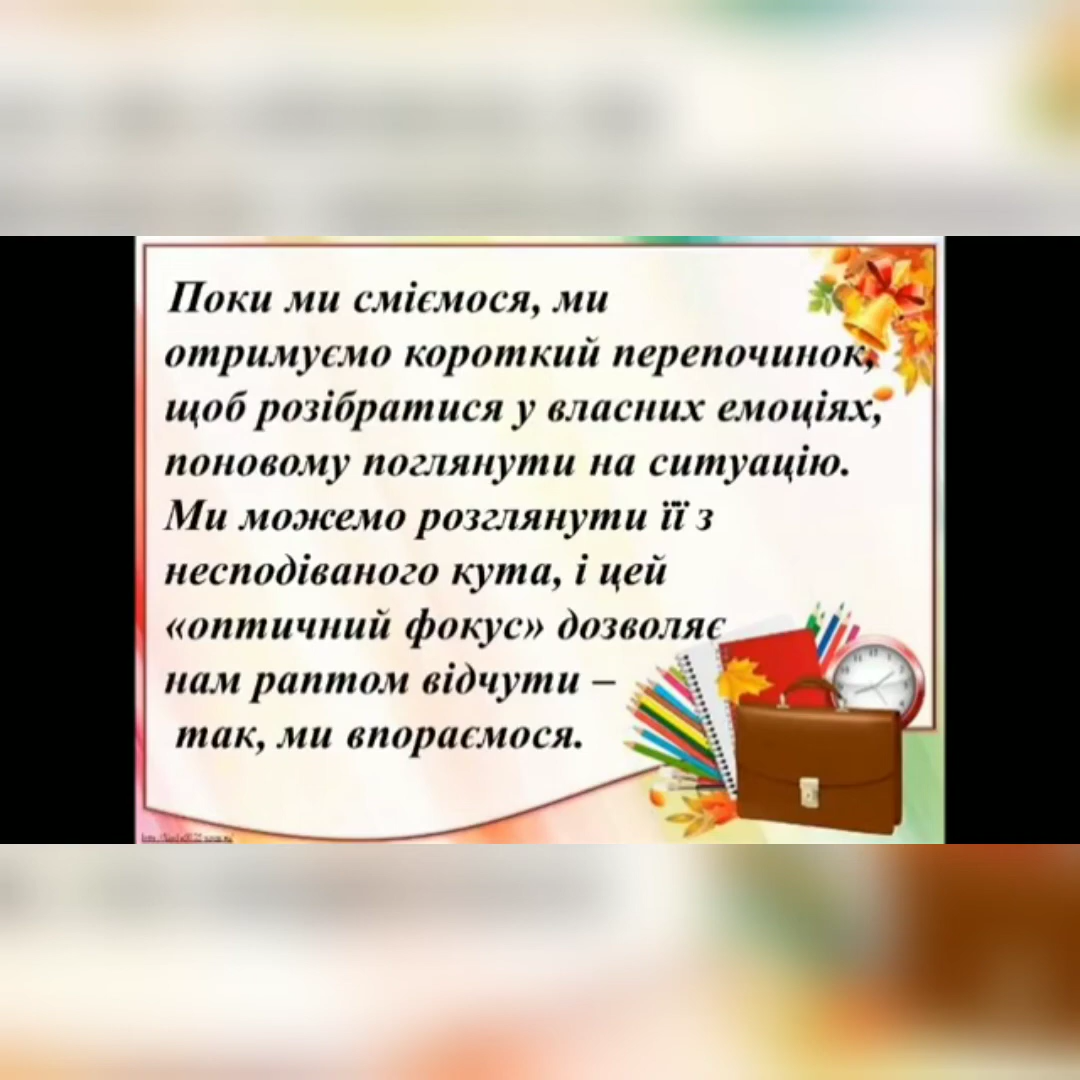 Поки ми сміємося, ми
отримуємо короткий перепочинок,
щоб розібратися у власних емоціях,
поновому поглянути на ситуацію.
Ми можемо розглянути її з
несподіваного кута, і цей
«оптичний фокус» дозволяє
нам раптом відчути –
так, ми впораємося.